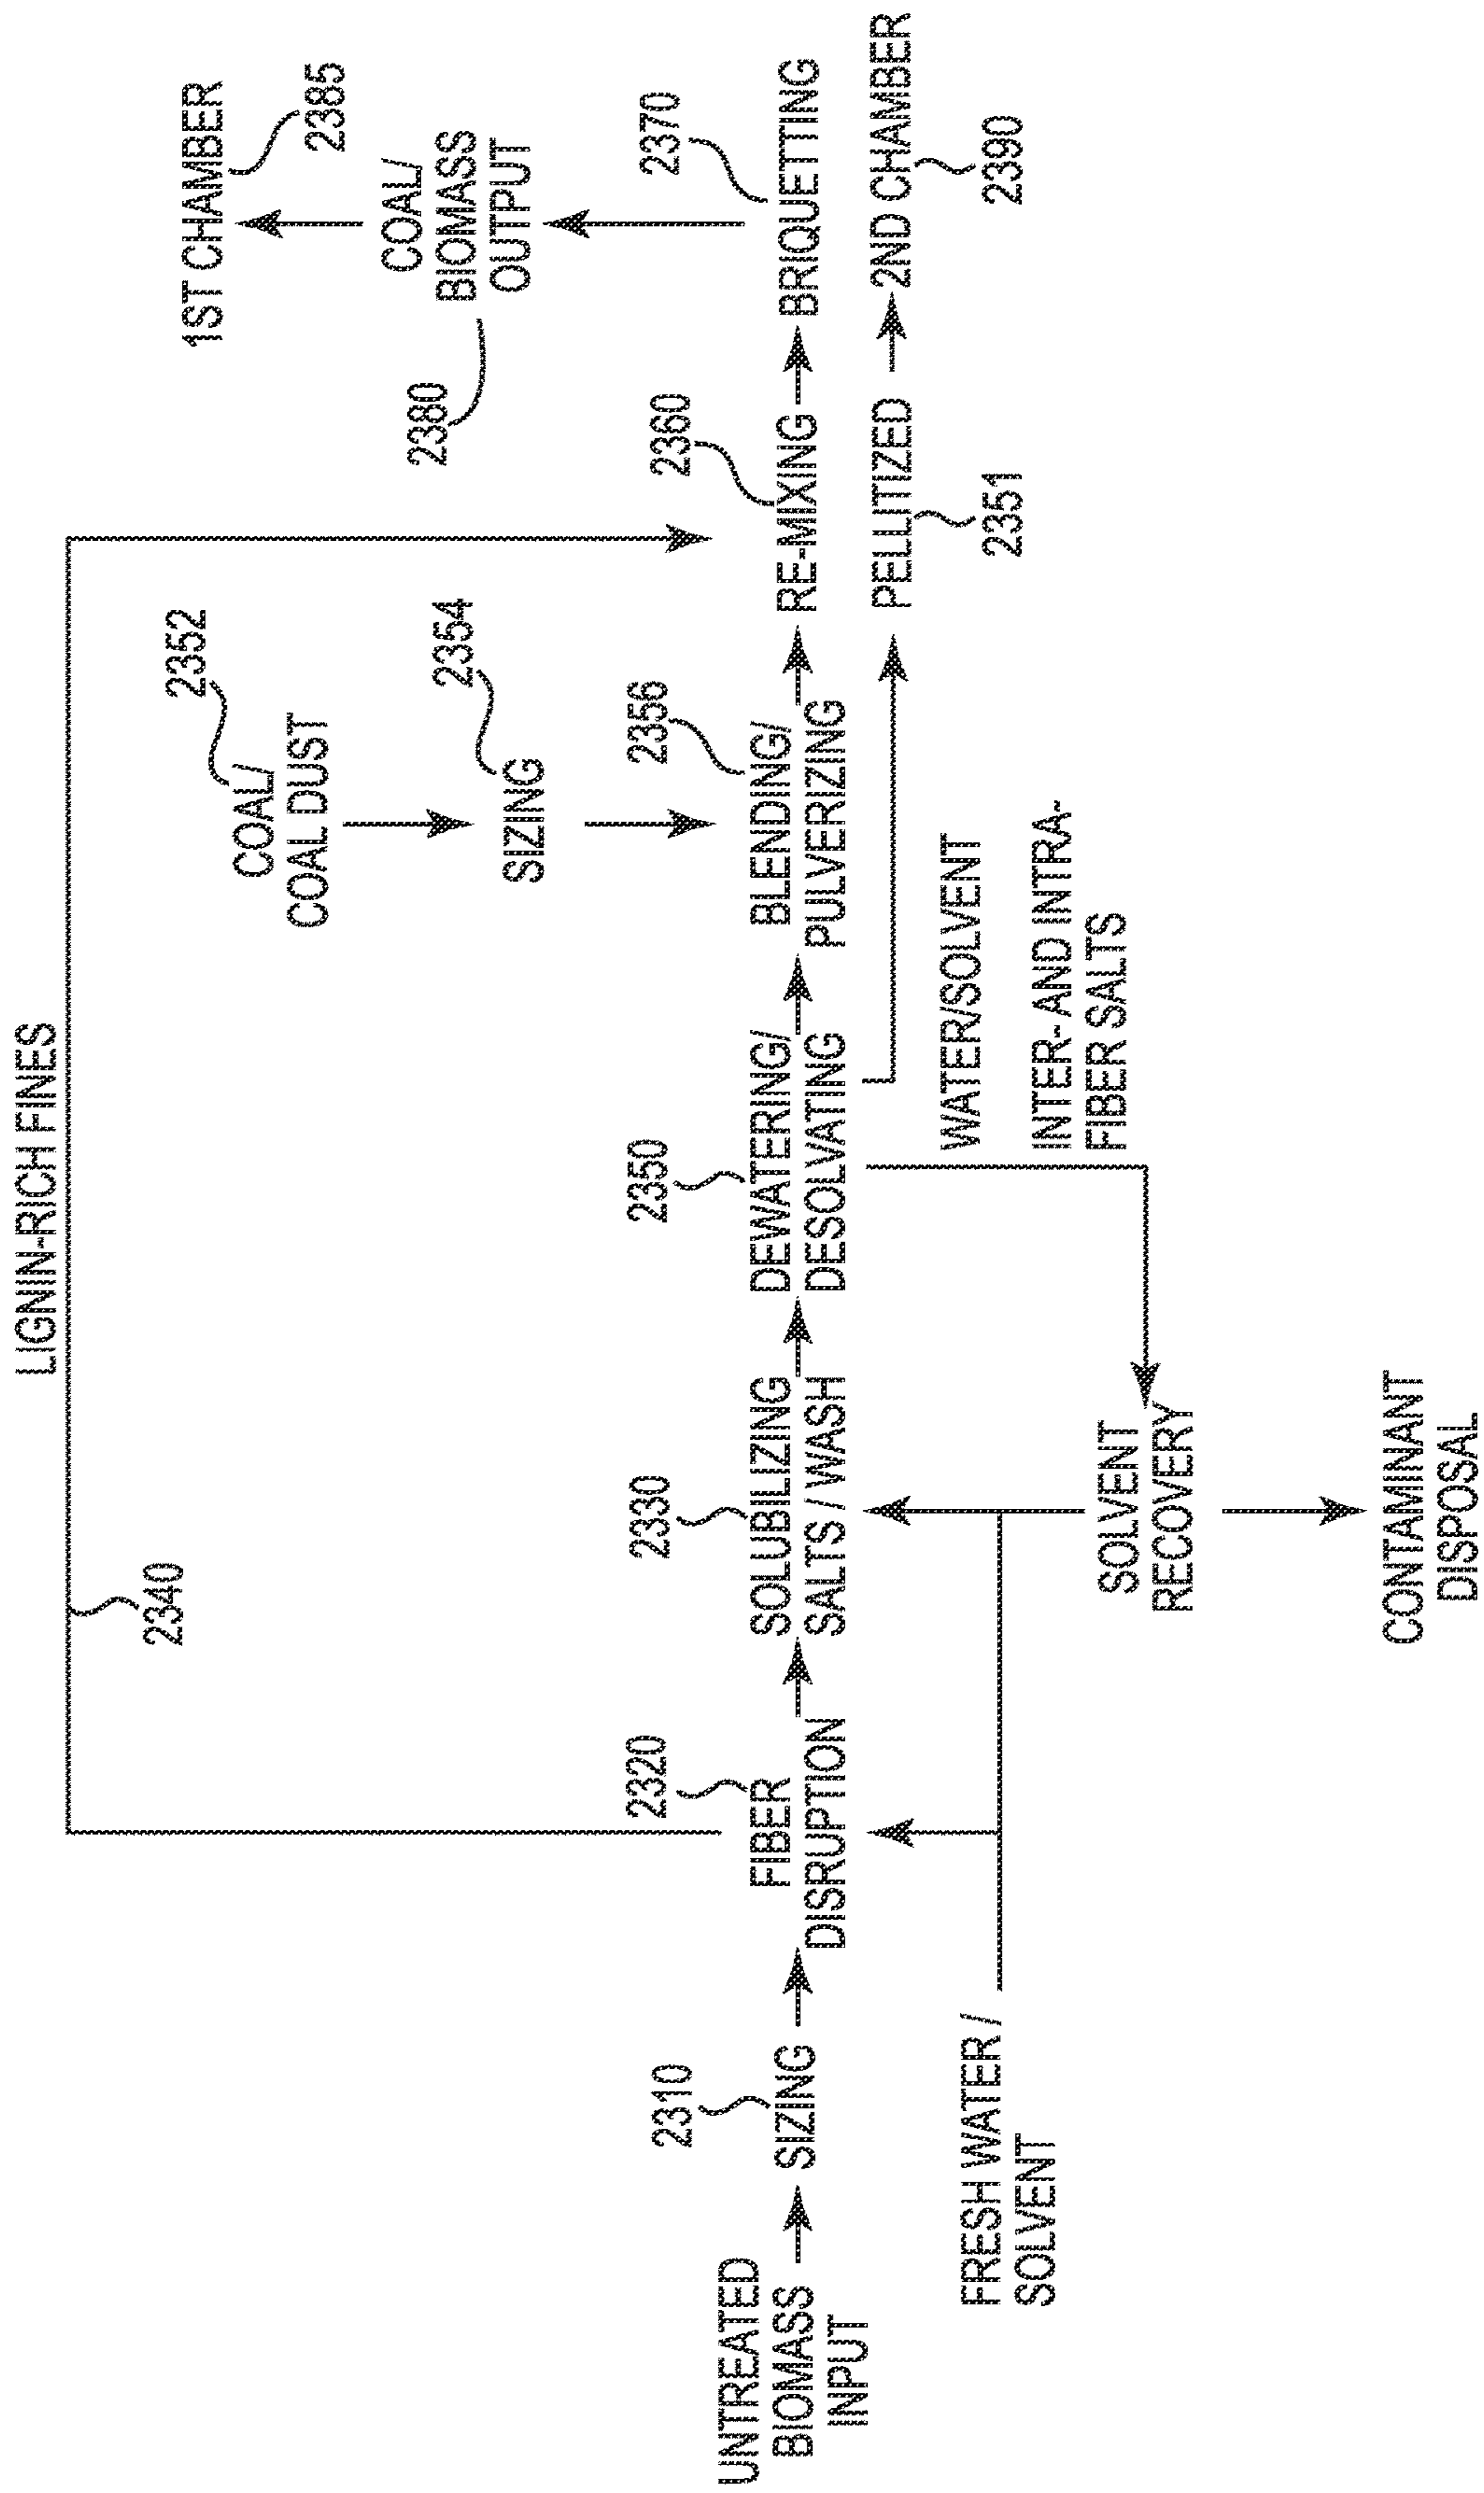 LIGNIN-RICH FINES
2340
1ST CHAMBER
2385
2352
COAL/
COAL DUST
COAL/
BIOMASS
OUTPUT
2380
2354
SIZING
2310
2320
2330
2350
2356
2360
2370
UNTREATED
BIOMASS
INPUT
SIZING
FIBER
DISRUPTION
SOLUBILIZING
SALTS / WASH
DEWATERING/
DESOLVATING
BLENDING/
PULVERIZING
RE-MIXING
BRIQUETTING
PELLITIZED
2351
2ND CHAMBER
2390
FRESH WATER /
SOLVENT
WATER/SOLVENT
INTER- AND INTRA-
FIBER SALTS
SOLVENT
RECOVERY
CONTAMINANT
DISPOSAL